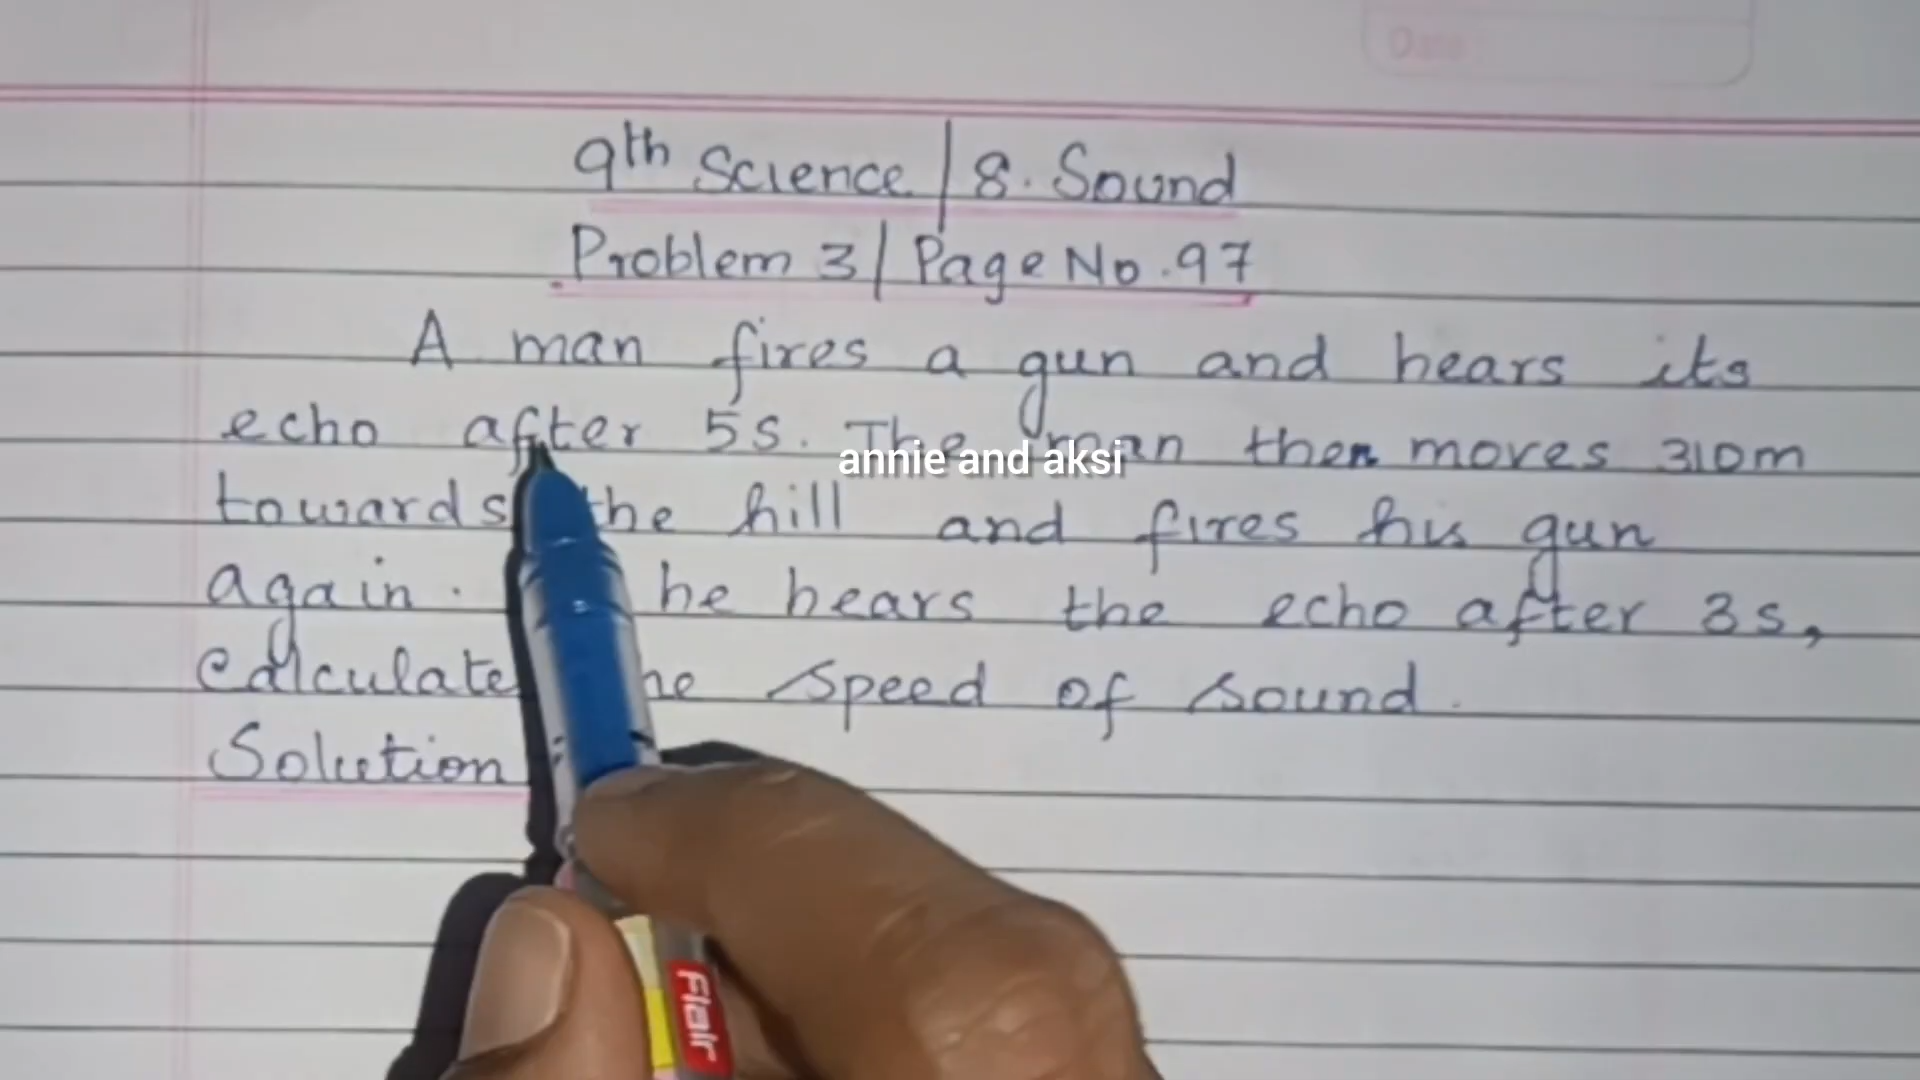 Date:
9th Science | 8. Sound
Problem 3 | Page No. 97
A man fires a gun and hears its
echo after 5s. The man then moves 310m
annie and aksi
towards the hill and fires his gun
again. he hears the echo after 3s,
calculate he speed of sound.
Solution
Flair